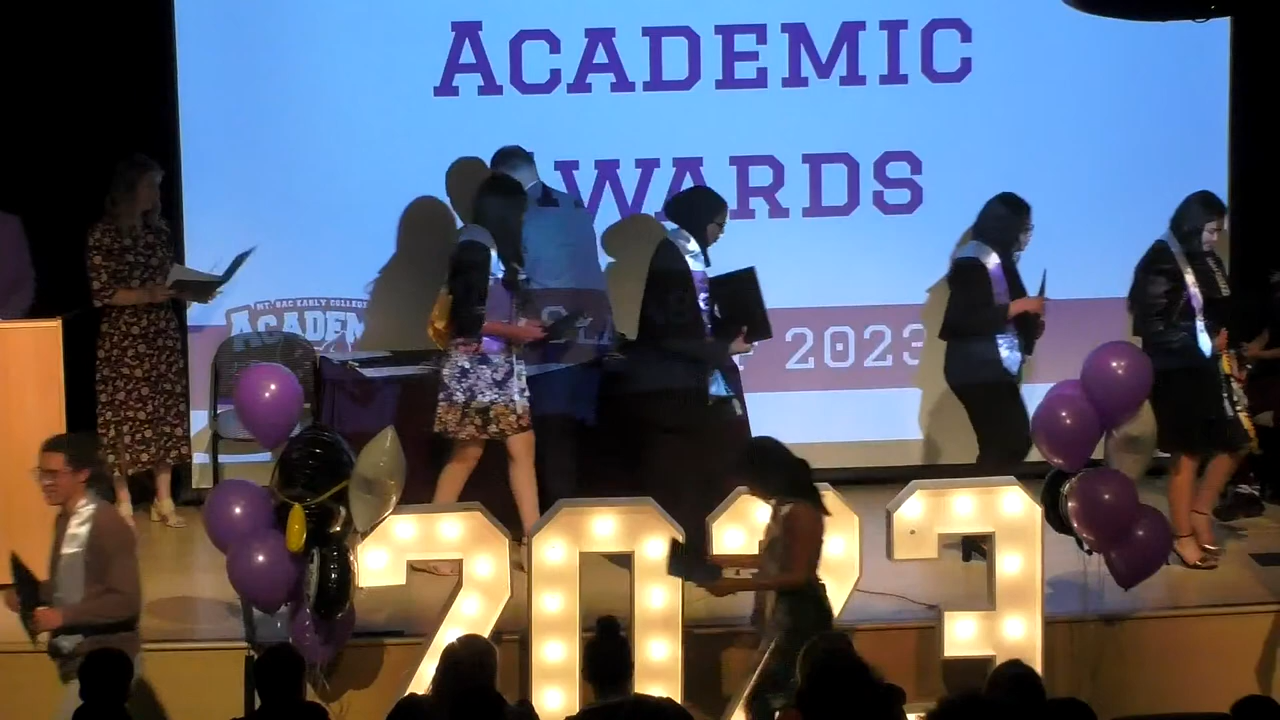 ACADEMIC
AWARDS
MT. SAC EARLY COLLEGE
ACADEM
2023
2023